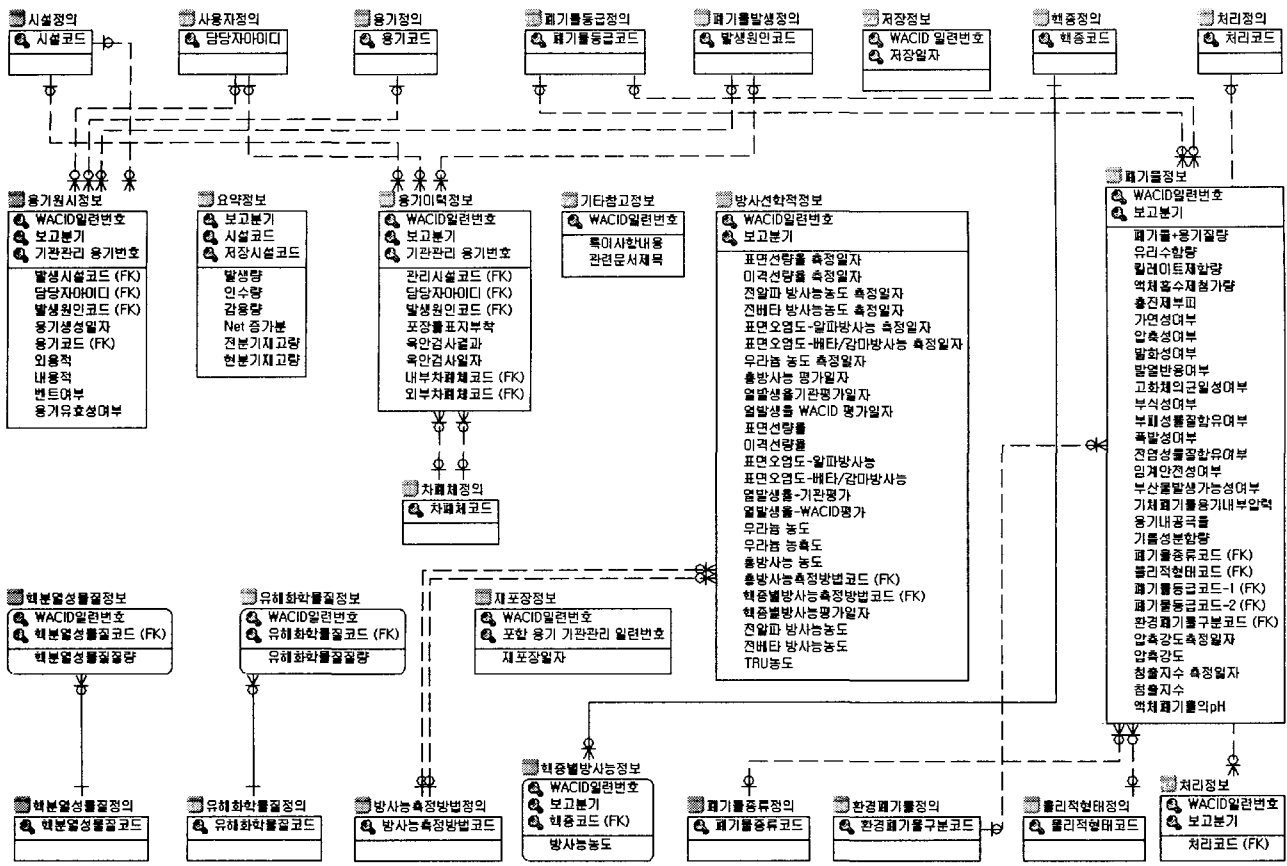 시설정의
시설코드
사용자정의
담당자아이디
용기정의
용기코드
폐기물등급정의
폐기물등급코드
폐기물발생정의
발생원인코드
저장정보
WACID 일련번호
저장일자
핵종정의
핵종코드
처리정의
처리코드
용기원시정보
WACID일련번호
보고분기
기관관리 용기번호
발생시설코드 (FK)
담당자아이디 (FK)
발생원인코드 (FK)
용기생성일자
용기코드 (FK)
외용적
내용적
벤트여부
용기유효성여부
요약정보
보고분기
시설코드
저장시설코드
발생량
인수량
감용량
Net 증가분
전분기재고량
현분기재고량
용기이력정보
WACID일련번호
보고분기
기관관리 용기번호
관리시설코드 (FK)
담당자아이디 (FK)
발생원인코드 (FK)
포장물표지부착
육안검사결과
육안검사일자
내부차폐체코드 (FK)
외부차폐체코드 (FK)
기타참고정보
WACID일련번호
특이사항내용
관련문서제목
방사선학적정보
WACID일련번호
보고분기
표면선량률 측정일자
이격선량률 측정일자
전알파 방사능농도 측정일자
전베타 방사능농도 측정일자
표면오염도-알파방사능 측정일자
표면오염도-베타/감마방사능 측정일자
우라늄 농도 측정일자
총방사능 평가일자
열발생율기관평가일자
열발생률 WACID 평가일자
표면선량률
이격선량률
표면오염도-알파방사능
표면오염도-베타/감마방사능
열발생률-기관평가
열발생율-WACID평가
우라늄 농도
우라늄 농축도
총방사능 농도
총방사능측정방법코드 (FK)
핵종별방사능측정방법코드 (FK)
핵종별방사능평가일자
전알파 방사능농도
전베타 방사능농도
TRU농도
폐기물정보
WACID일련번호
보고분기
폐기물+용기질량
유리수함량
킬레이트제함량
액체흡수제첨가량
충진제부피
가연성여부
압축성여부
발화성여부
발열반응여부
고화체의균일성여부
부식성여부
부패성물질함유여부
폭발성여부
전염성물질함유여부
임계안전성여부
부산물발생가능성여부
기체폐기물용기내부압력
용기내공극률
기름성분함량
폐기물종류코드 (FK)
물리적형태코드 (FK)
폐기물등급코드-1 (FK)
폐기물등급코드-2 (FK)
환경폐기물구분코드 (FK)
압축강도측정일자
압축강도
침출지수 측정일자
침출지수
액체폐기물의pH
차폐체정의
차폐체코드
핵분열성물질정보
WACID일련번호
핵분열성물질코드 (FK)
핵분열성물질질량
유해화학물질정보
WACID일련번호
유해화학물질코드 (FK)
유해화학물질질량
재포장정보
WACID일련번호
포함 용기 기관관리 일련번호
재포장일자
핵분열성물질정의
핵분열성물질코드
유해화학물질정의
유해화학물질코드
방사능측정방법정의
방사능측정방법코드
핵종별방사능정보
WACID일련번호
보고분기
핵종코드 (FK)
방사능농도
폐기물종류정의
폐기물종류코드
환경폐기물정의
환경폐기물구분코드
물리적형태정의
물리적형태코드
처리정보
WACID일련번호
보고분기
처리코드 (FK)